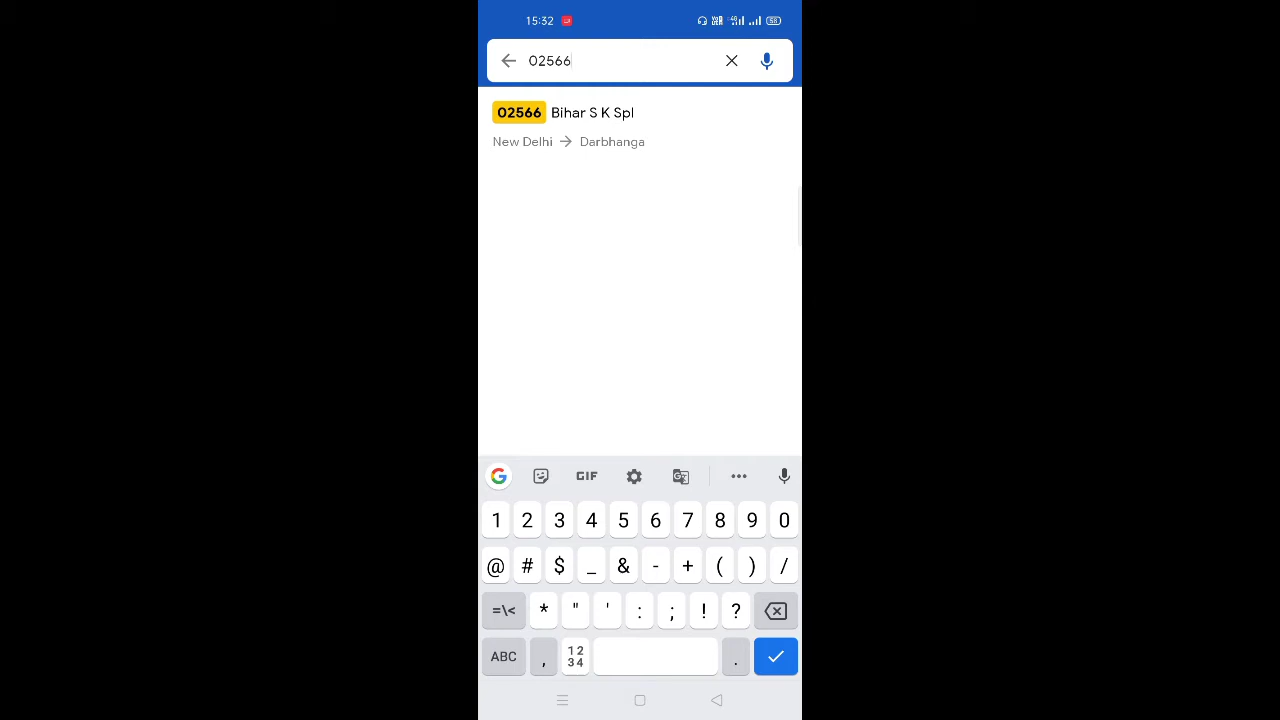 15:32
02566
02566 Bihar S K Spl
New Delhi → Darbhanga
GIF
1 2 3 4 5 6 7 8 9 0
@ # $ _ & - + ( ) /
=\< * " ' : ; ! ?
ABC , 12 34 .